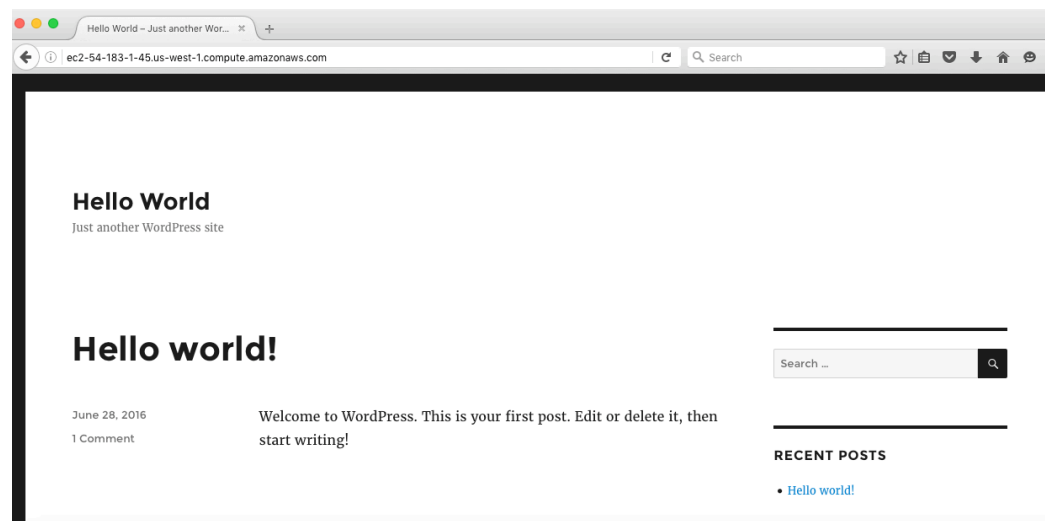 Hello World – Just another Wor...
ec2-54-183-1-45.us-west-1.compute.amazonaws.com
Search
Hello World
Just another WordPress site
Hello world!
Search ...
June 28, 2016
Welcome to WordPress. This is your first post. Edit or delete it, then
1 Comment
start writing!
RECENT POSTS
Hello world!